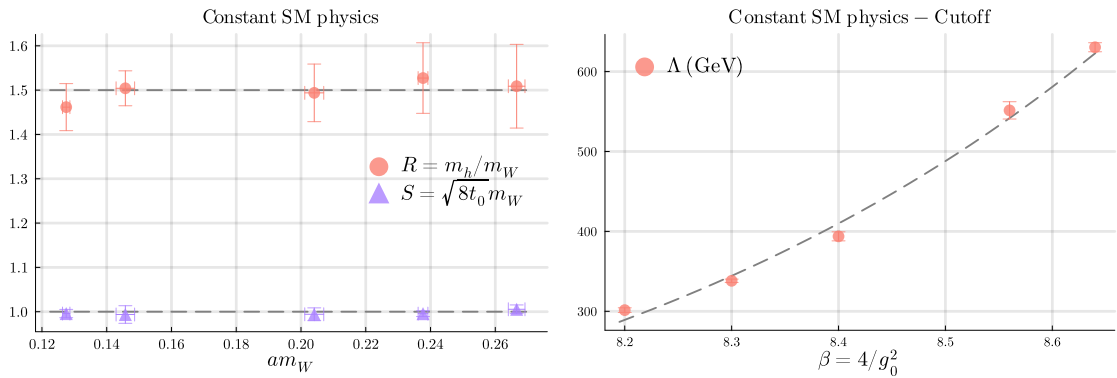 Constant SM physics
1.6
1.5
1.4
1.3
1.2
1.1
1.0
R = m_h/m_W
S = √8t_0 m_W
0.12 0.14 0.16 0.18 0.20 0.22 0.24 0.26
am_W
Constant SM physics − Cutoff
Λ (GeV)
600
500
400
300
8.2 8.3 8.4 8.5 8.6
β = 4/g_0^2